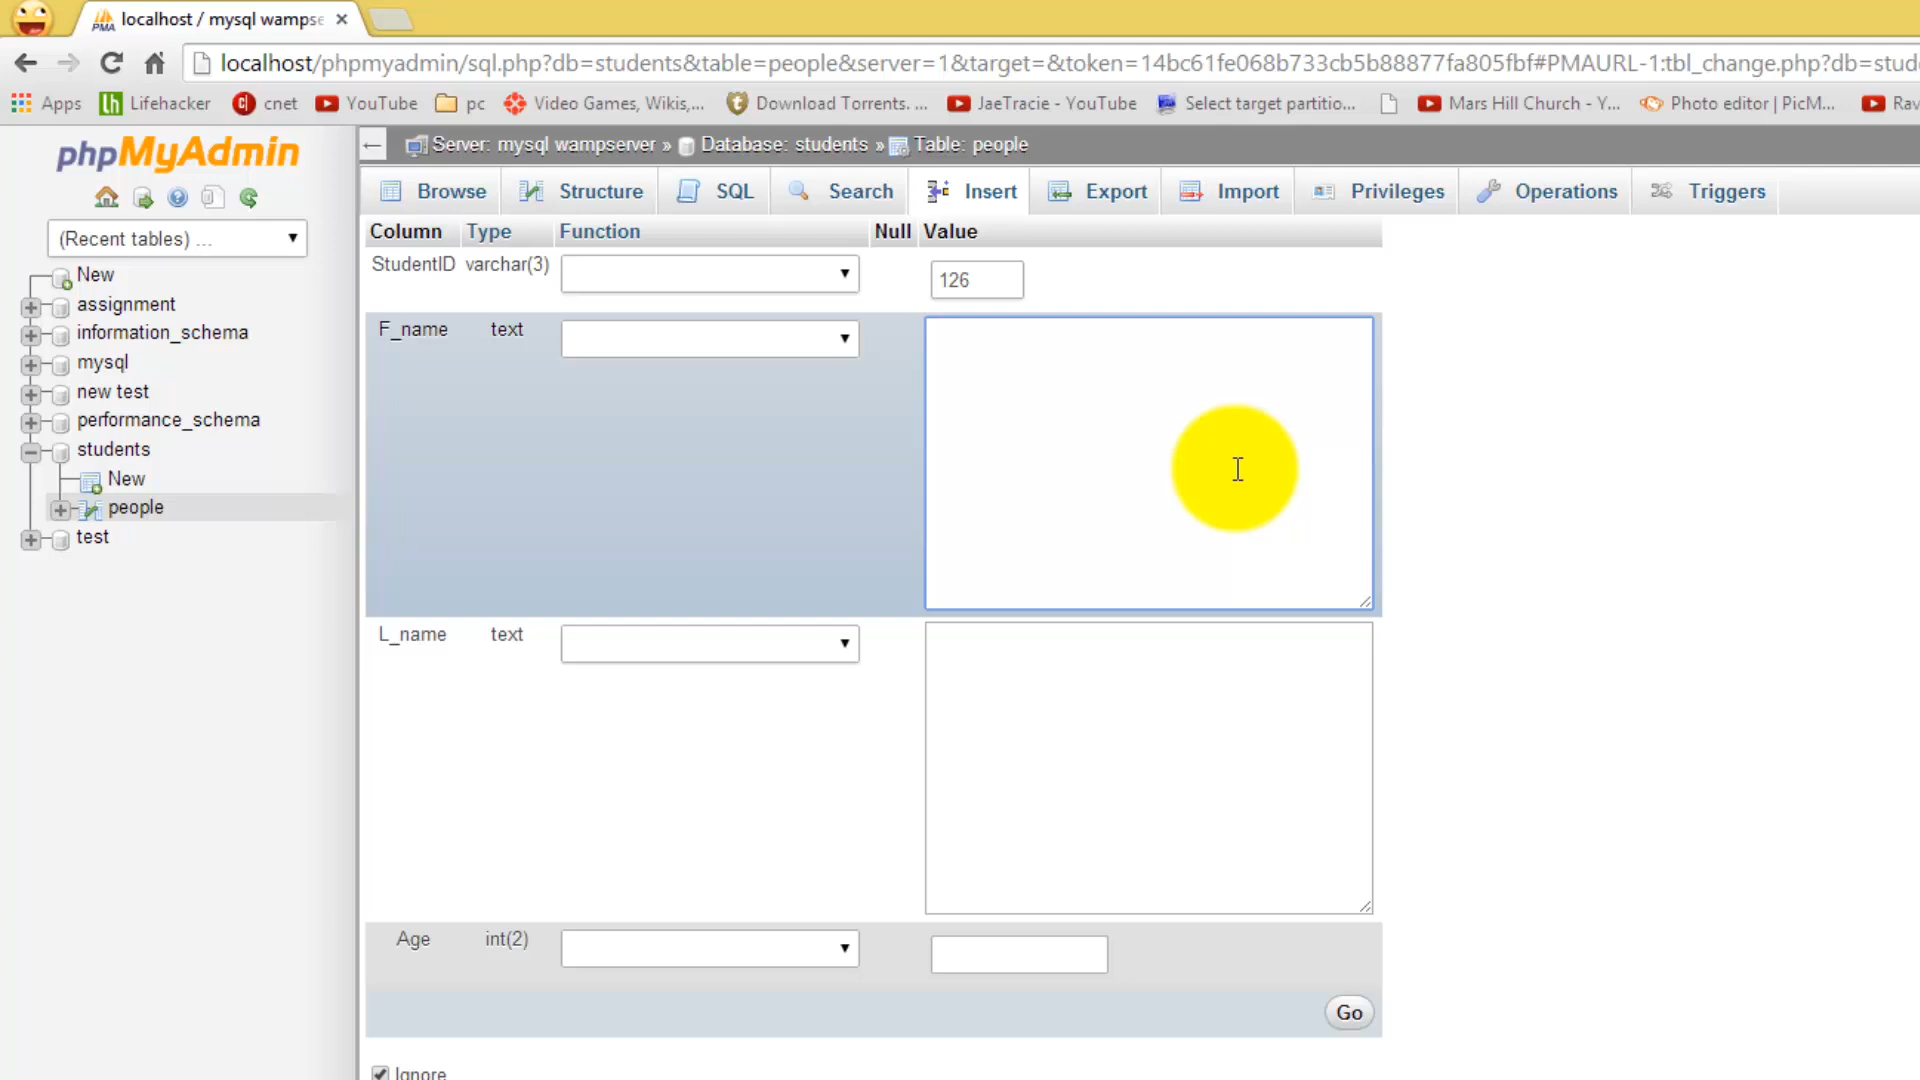 localhost / mysql wampse
localhost/phpmyadmin/sql.php?db=students&table=people&server=1&target=&token=14bc61fe068b733cb5b88877fa805fbf#PMAURL-1:tbl_change.php?db=stud
Apps lh Lifehacker c| cnet YouTube pc Video Games, Wikis,... Download Torrents. ... JaeTracie - YouTube Select target partitio... Mars Hill Church - Y... Photo editor | PicM... Rav
phpMyAdmin
← Server: mysql wampserver » Database: students » Table: people
Browse Structure SQL Search Insert Export Import Privileges Operations Triggers
(Recent tables) ...
New
assignment
information_schema
mysql
new test
performance_schema
students
New
people
test
Column Type Function Null Value
StudentID varchar(3) 126
F_name text
L_name text
Age int(2)
Go
Ignore